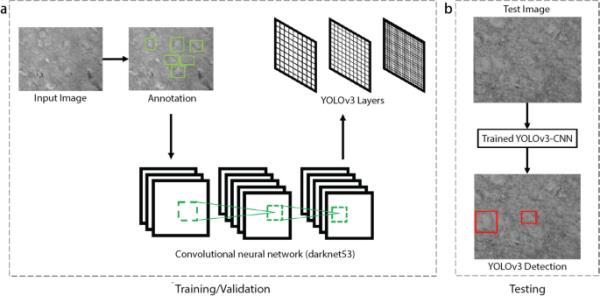 a
Input Image
Annotation
YOLOv3 Layers
Convolutional neural network (darknet53)
Training/Validation
b
Test Image
Trained YOLOv3-CNN
YOLOv3 Detection
Testing